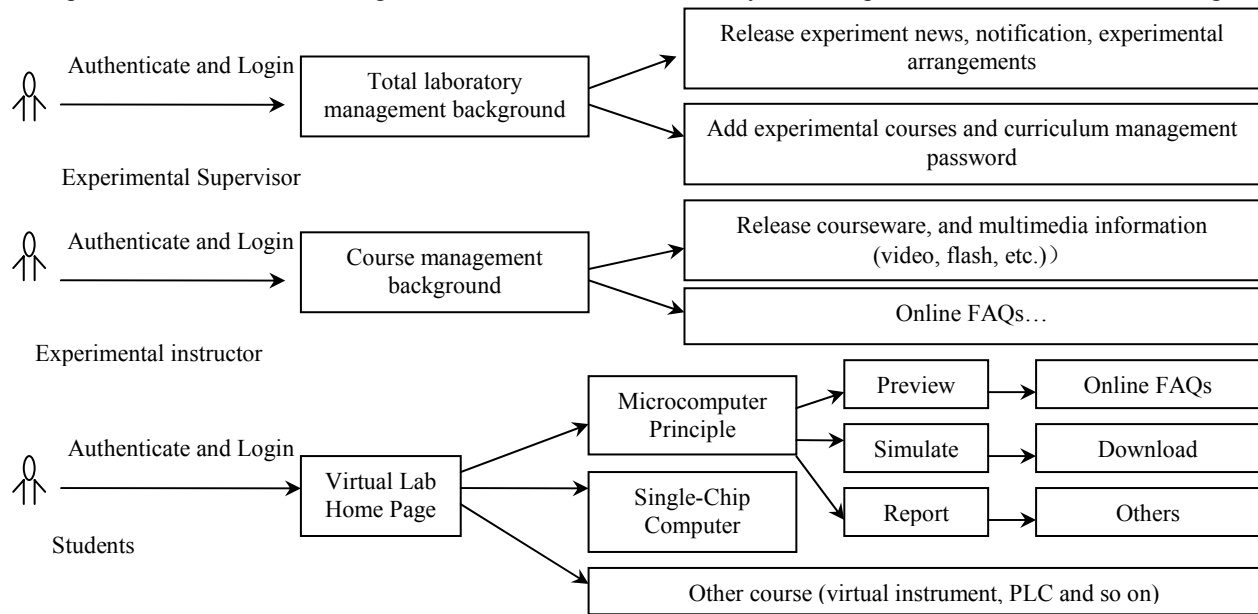 Release experiment news, notification, experimental
arrangements
Authenticate and Login
Total laboratory
management background
Add experimental courses and curriculum management
password
Experimental Supervisor
Release courseware, and multimedia information
(video, flash, etc.)）
Authenticate and Login
Course management
background
Online FAQs…
Experimental instructor
Preview
Online FAQs
Microcomputer
Principle
Authenticate and Login
Simulate
Download
Virtual Lab
Home Page
Single-Chip
Computer
Report
Others
Students
Other course (virtual instrument, PLC and so on)